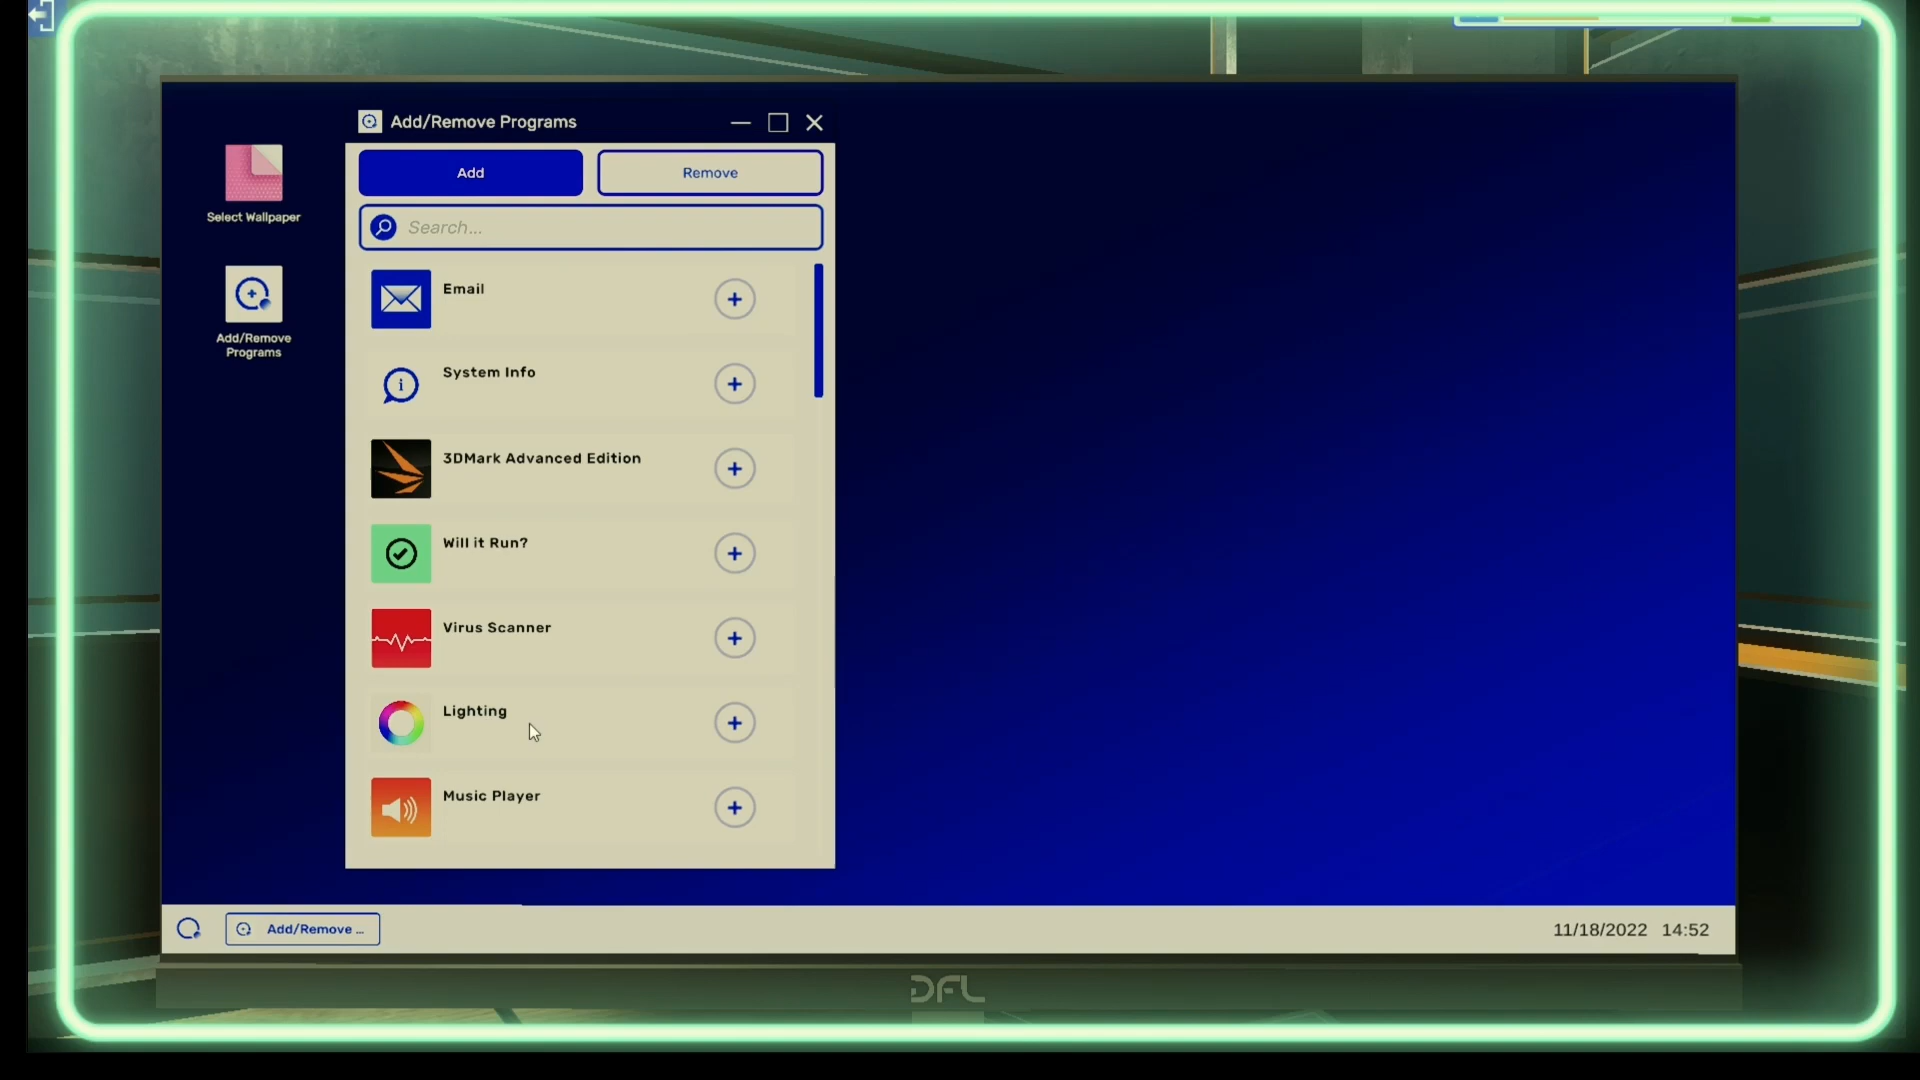 Add/Remove Programs
Add
Remove
Search...
Select Wallpaper
Add/Remove
Programs
Email
System Info
3DMark Advanced Edition
Will it Run?
Virus Scanner
Lighting
Music Player
Add/Remove ...
11/18/2022 14:52
DFL